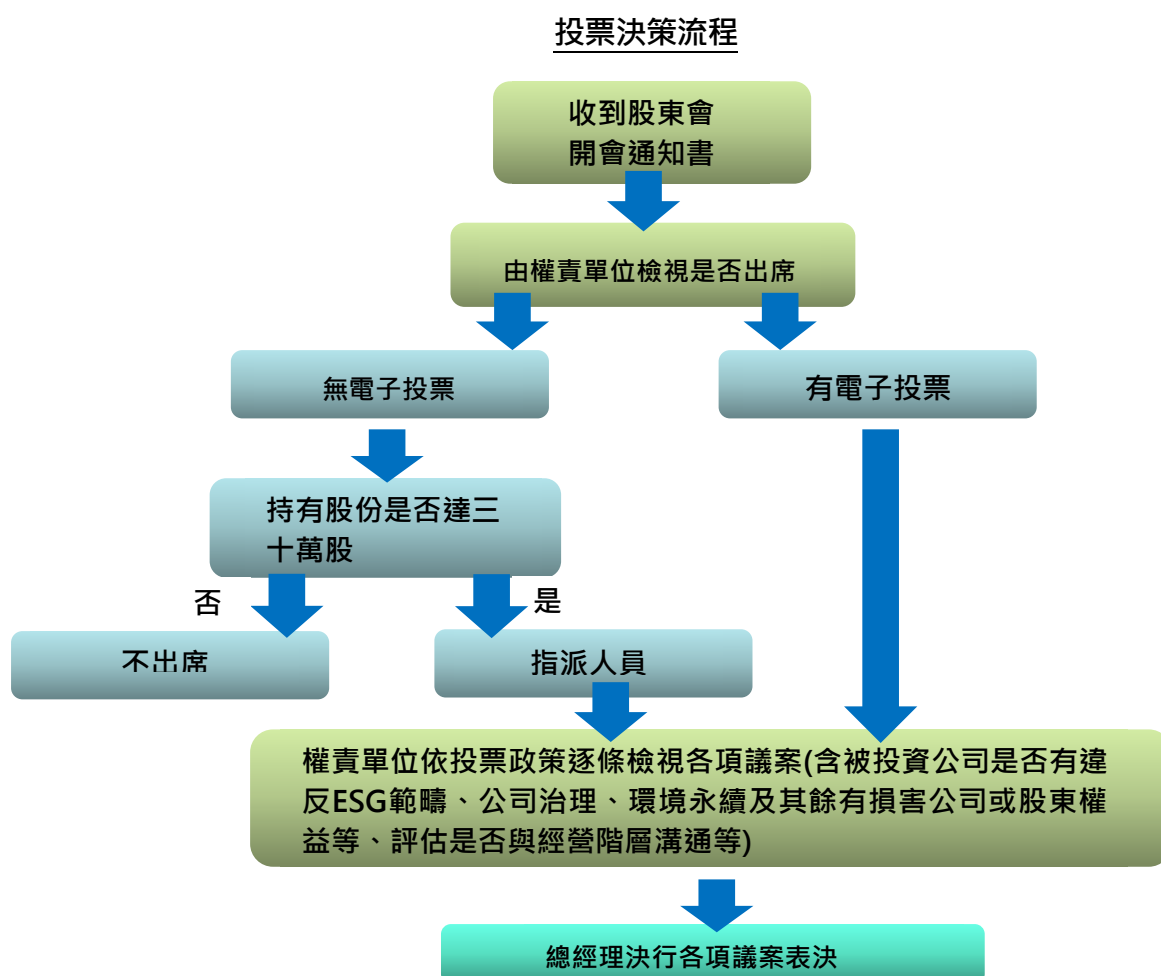 投票決策流程
收到股東會
開會通知書
由權責單位檢視是否出席
無電子投票
有電子投票
持有股份是否達三
十萬股
否
是
不出席
指派人員
權責單位依投票政策逐條檢視各項議案(含被投資公司是否有違
反ESG範疇、公司治理、環境永續及其餘有損害公司或股東權
益等、評估是否與經營階層溝通等)
總經理決行各項議案表決